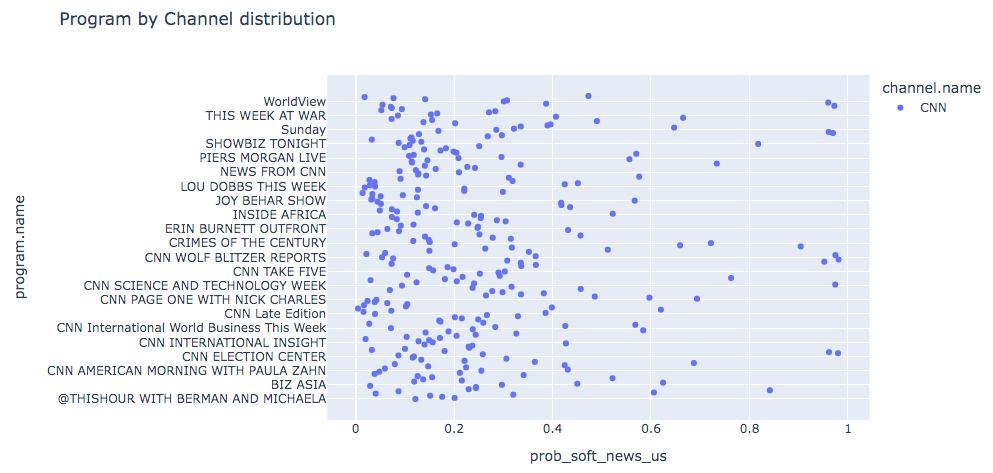 Program by Channel distribution
channel.name
CNN
program.name
WorldView
THIS WEEK AT WAR
Sunday
SHOWBIZ TONIGHT
PIERS MORGAN LIVE
NEWS FROM CNN
LOU DOBBS THIS WEEK
JOY BEHAR SHOW
INSIDE AFRICA
ERIN BURNETT OUTFRONT
CRIMES OF THE CENTURY
CNN WOLF BLITZER REPORTS
CNN TAKE FIVE
CNN SCIENCE AND TECHNOLOGY WEEK
CNN PAGE ONE WITH NICK CHARLES
CNN Late Edition
CNN International World Business This Week
CNN INTERNATIONAL INSIGHT
CNN ELECTION CENTER
CNN AMERICAN MORNING WITH PAULA ZAHN
BIZ ASIA
@THISHOUR WITH BERMAN AND MICHAELA
0 0.2 0.4 0.6 0.8 1
prob_soft_news_us